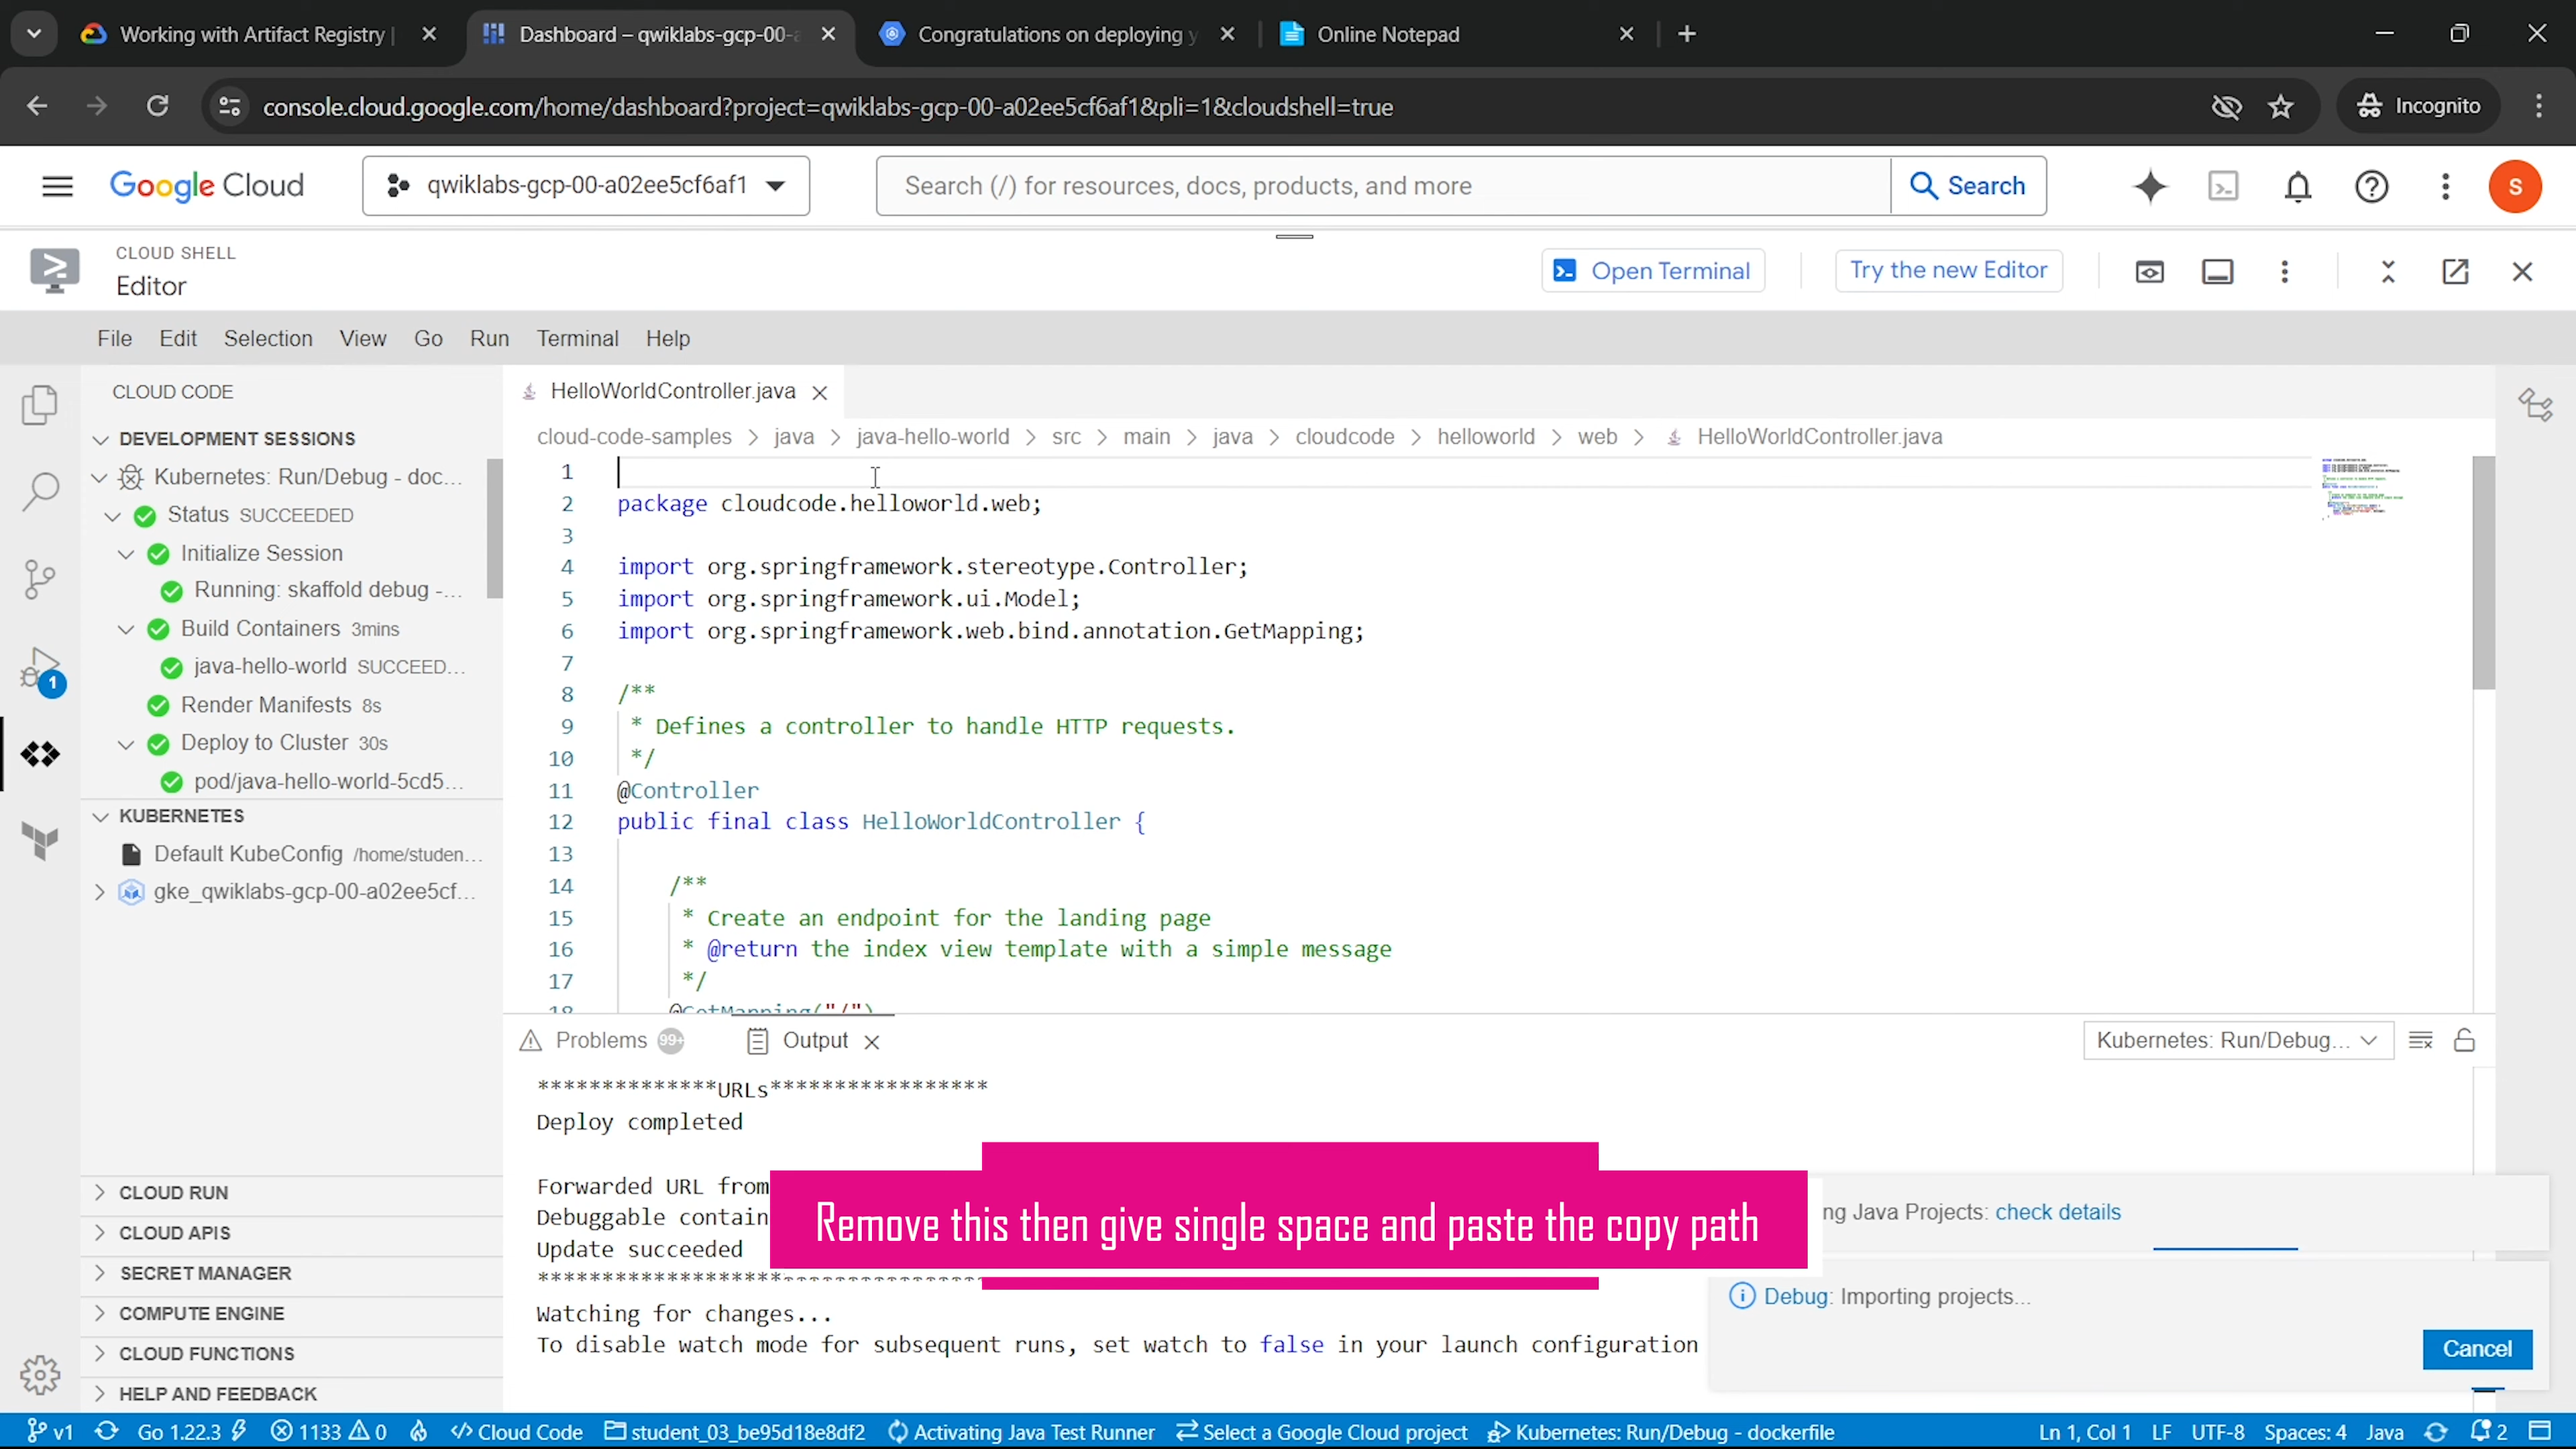 Working with Artifact Registry |
Dashboard – qwiklabs-gcp-00-a
Congratulations on deploying y
Online Notepad
console.cloud.google.com/home/dashboard?project=qwiklabs-gcp-00-a02ee5cf6af1&pli=1&cloudshell=true
Incognito
Google Cloud
qwiklabs-gcp-00-a02ee5cf6af1
Search (/) for resources, docs, products, and more
Search
S
CLOUD SHELL
Editor
Open Terminal
Try the new Editor
File Edit Selection View Go Run Terminal Help
CLOUD CODE
DEVELOPMENT SESSIONS
Kubernetes: Run/Debug - doc...
Status SUCCEEDED
Initialize Session
Running: skaffold debug -...
Build Containers 3mins
java-hello-world SUCCEED...
Render Manifests 8s
Deploy to Cluster 30s
pod/java-hello-world-5cd5...
1
KUBERNETES
Default KubeConfig /home/studen...
gke_qwiklabs-gcp-00-a02ee5cf...
CLOUD RUN
CLOUD APIS
SECRET MANAGER
COMPUTE ENGINE
CLOUD FUNCTIONS
HELP AND FEEDBACK
HelloWorldController.java
cloud-code-samples > java > java-hello-world > src > main > java > cloudcode > helloworld > web > HelloWorldController.java
1
2 package cloudcode.helloworld.web;
3
4 import org.springframework.stereotype.Controller;
5 import org.springframework.ui.Model;
6 import org.springframework.web.bind.annotation.GetMapping;
7
8 /**
9 * Defines a controller to handle HTTP requests.
10 */
11 @Controller
12 public final class HelloWorldController {
13
14 /**
15 * Create an endpoint for the landing page
16 * @return the index view template with a simple message
17 */
18 @GetMapping("/")
Problems 99+
Output
Kubernetes: Run/Debug...
**************URLs*****************
Deploy completed
Forwarded URL from
Debuggable contain
Update succeeded
Remove this then give single space and paste the copy path
Watching for changes...
To disable watch mode for subsequent runs, set watch to false in your launch configuration
ng Java Projects: check details
Debug: Importing projects...
Cancel
v1 Go 1.22.3 1133 0 Cloud Code student_03_be95d18e8df2 Activating Java Test Runner Select a Google Cloud project Kubernetes: Run/Debug - dockerfile Ln 1, Col 1 LF UTF-8 Spaces: 4 Java 2